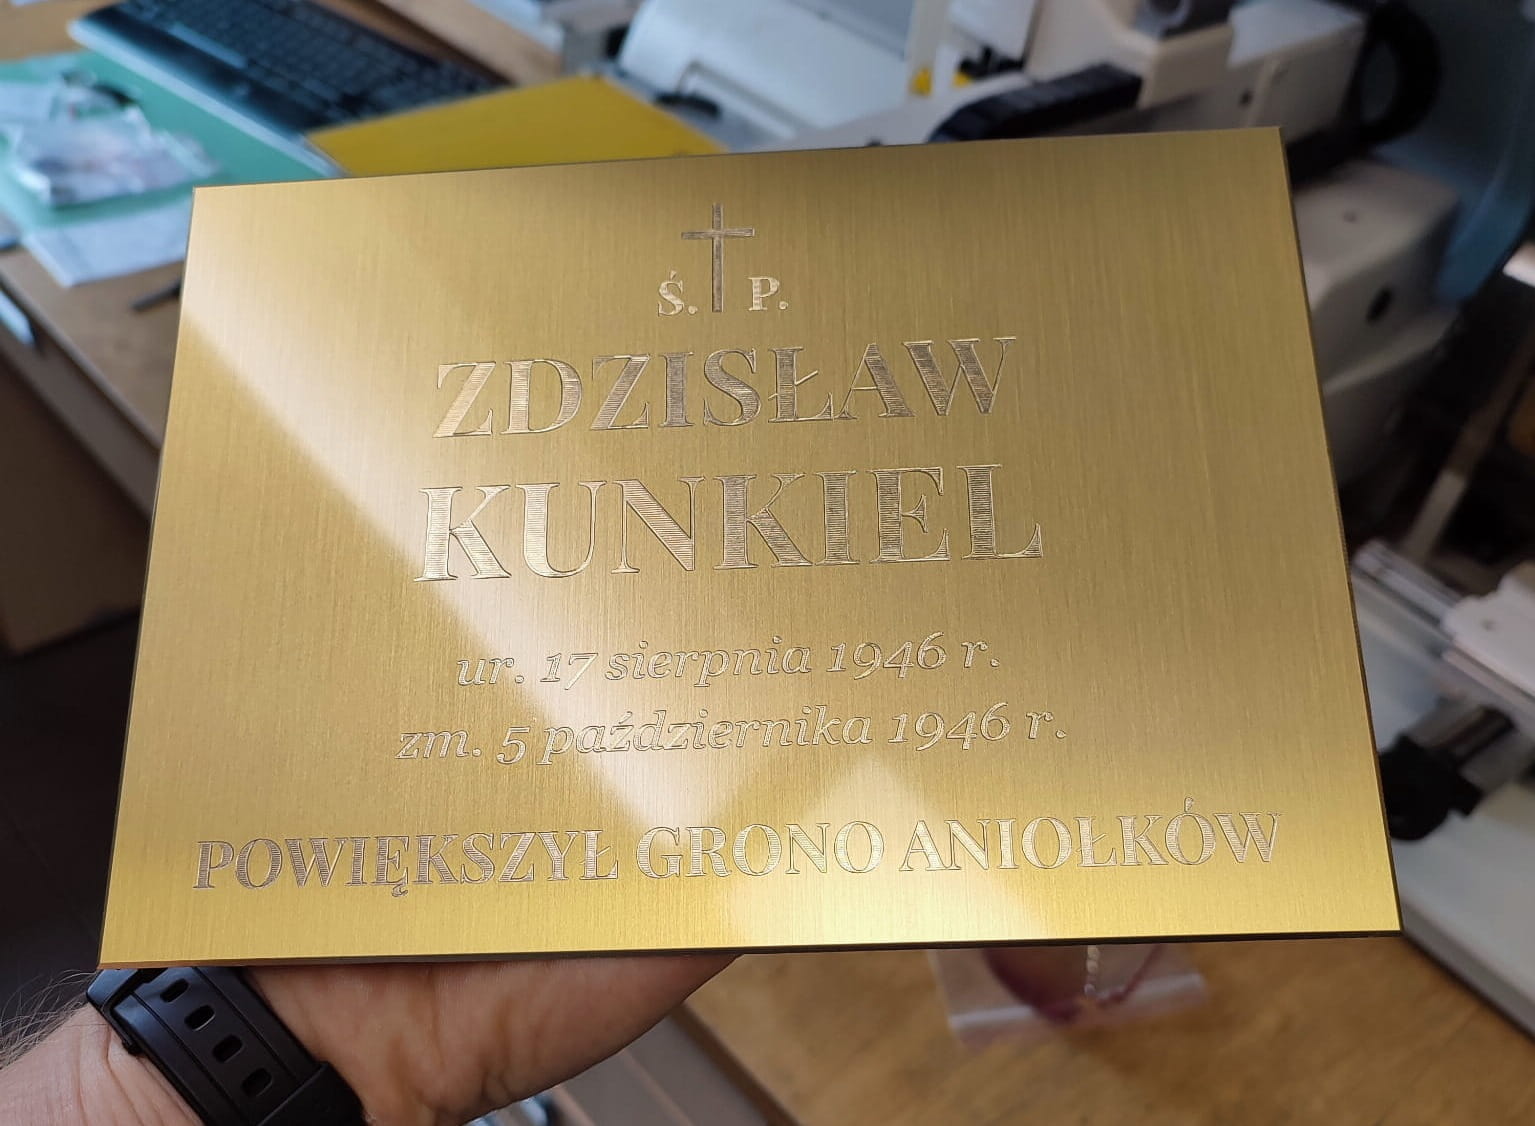 Ś. P.
ZDZISŁAW
KUNKIEL
ur. 17 sierpnia 1946 r.
zm. 5 października 1946 r.
POWIĘKSZYŁ GRONO ANIOŁKÓW